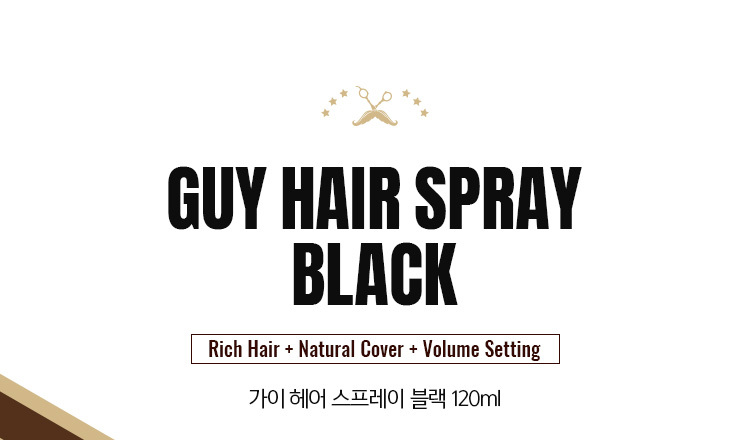 GUY HAIR SPRAY
BLACK
Rich Hair + Natural Cover + Volume Setting
가이 헤어 스프레이 블랙 120ml